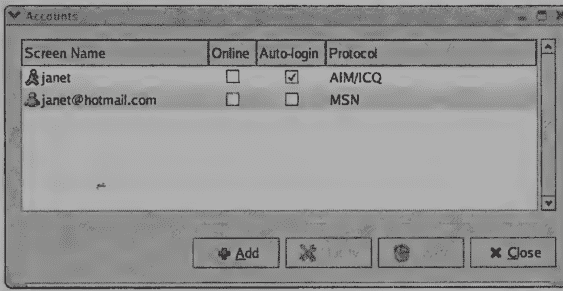 Accounts
Screen Name Online Auto-login Protocol
janet AIM/ICQ
janet@hotmail.com MSN
Add Close